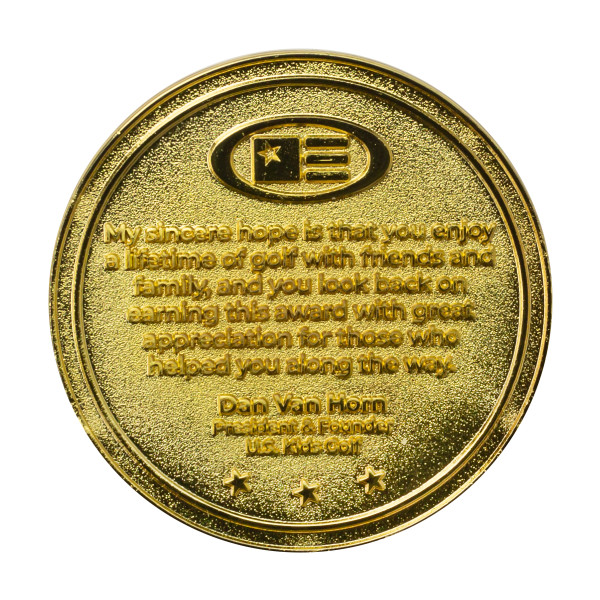 My sincere hope is that you enjoy
a lifetime of golf with friends and
family, and you look back on
earning this award with great
appreciation for those who
helped you along the way.
Dan Van Horn
President & Founder
U.S. Kids Golf